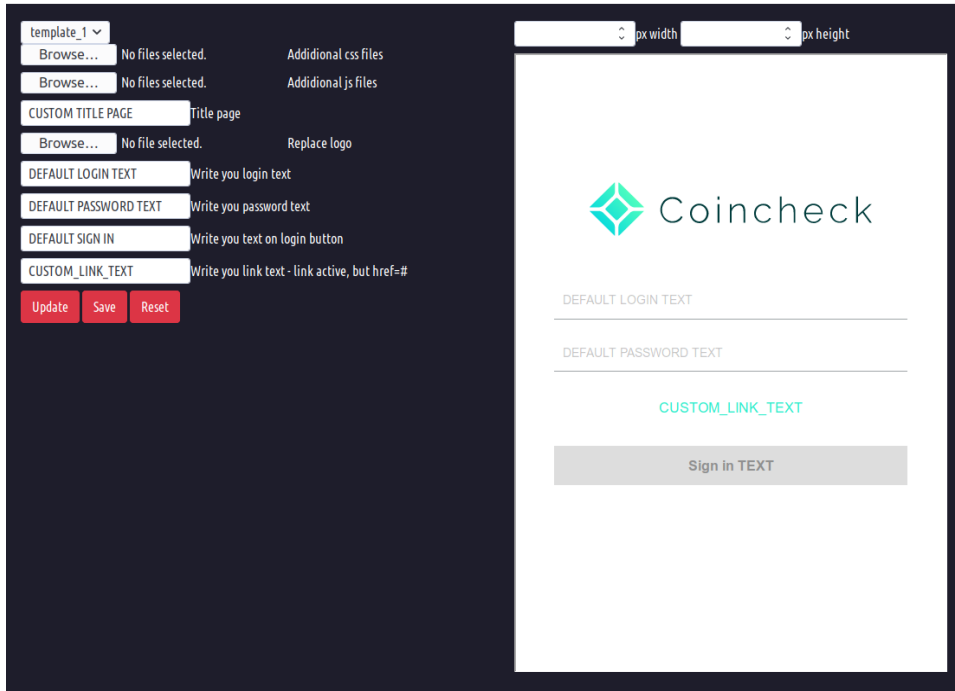 template_1
Browse... No files selected. Addidional css files
Browse... No files selected. Addidional js files
CUSTOM TITLE PAGE Title page
Browse... No file selected. Replace logo
DEFAULT LOGIN TEXT Write you login text
DEFAULT PASSWORD TEXT Write you password text
DEFAULT SIGN IN Write you text on login button
CUSTOM_LINK_TEXT Write you link text - link active, but href=#
Update Save Reset
px width px height
Coincheck
DEFAULT LOGIN TEXT
DEFAULT PASSWORD TEXT
CUSTOM_LINK_TEXT
Sign in TEXT